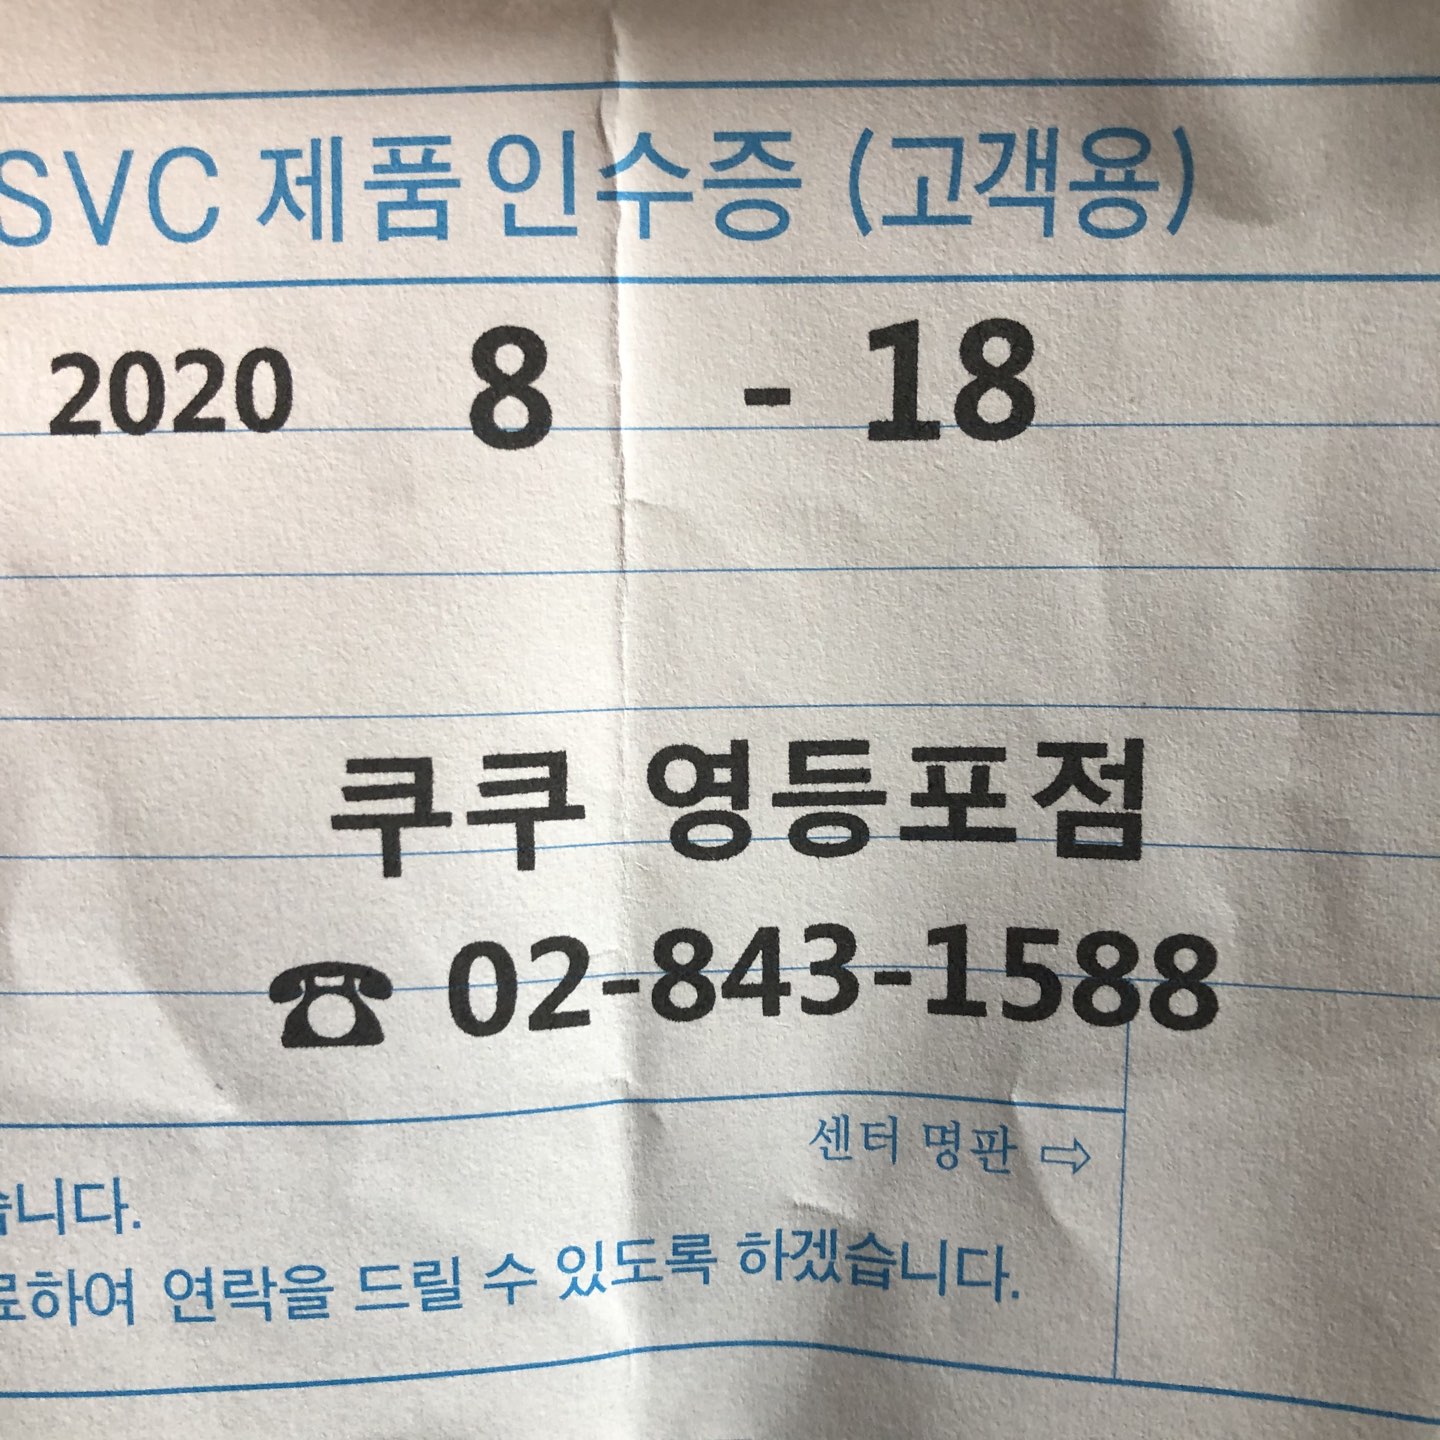 SVC 제품 인수증 (고객용)
2020 8 - 18
쿠쿠 영등포점
☎ 02-843-1588
센터 명판 ⇨
습니다.
료하여 연락을 드릴 수 있도록 하겠습니다.